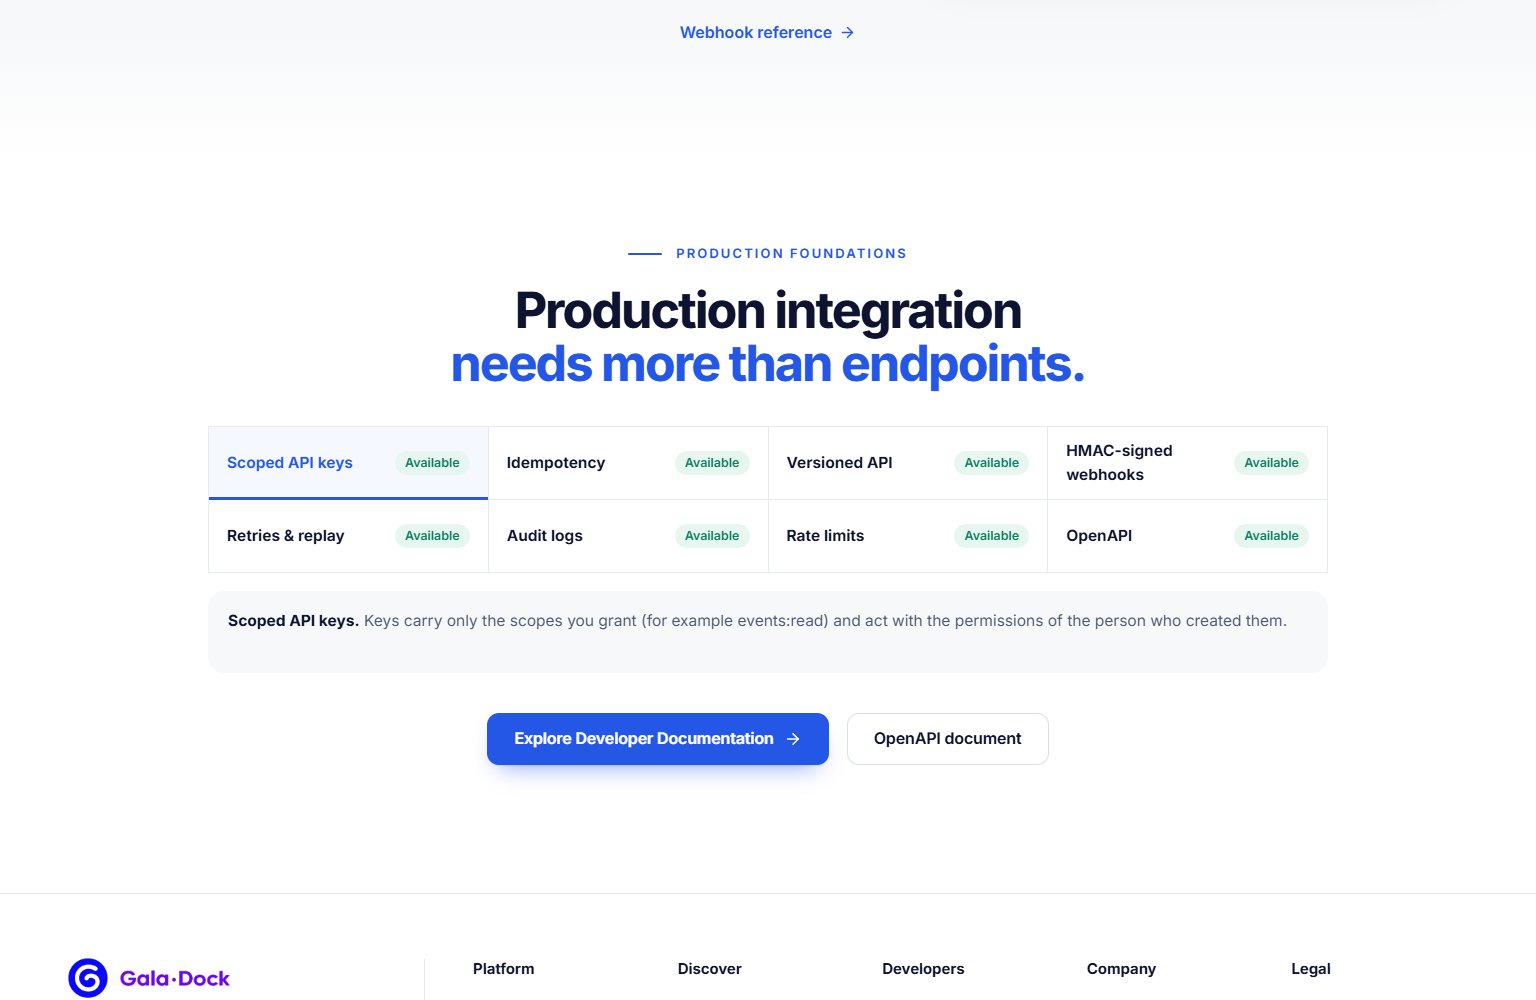 Webhook reference →
PRODUCTION FOUNDATIONS
Production integration
needs more than endpoints.
Scoped API keys Available
Idempotency Available
Versioned API Available
HMAC-signed
webhooks Available
Retries & replay Available
Audit logs Available
Rate limits Available
OpenAPI Available
Scoped API keys. Keys carry only the scopes you grant (for example events:read) and act with the permissions of the person who created them.
Explore Developer Documentation →
OpenAPI document
Gala·Dock
Platform
Discover
Developers
Company
Legal